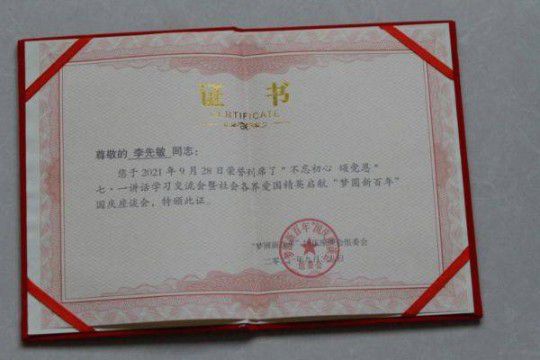 证书
CERTIFICATE
尊敬的 李先敏 同志：
您于2021年9月28日荣誉列席了“不忘初心 颂党恩”
七·一讲话学习交流会暨社会各界爱国精英启航“梦圆新百年”
国庆座谈会，特颁此证。
组委会